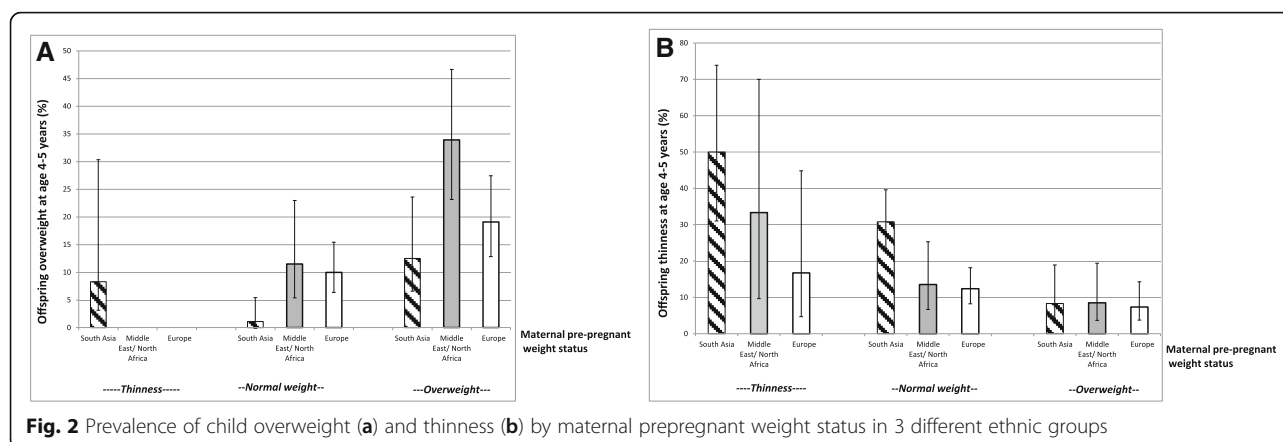 A
Offspring overweight at age 4-5 years (%)
50
45
40
35
30
25
20
15
10
5
0
South Asia Middle East/ North Africa Europe South Asia Middle East/ North Africa Europe South Asia Middle East/ North Africa Europe
Maternal pre-pregnant
weight status
-----Thinness----- --Normal weight-- ---Overweight---
B
Offspring thinness at age 4-5 years (%)
80
70
60
50
40
30
20
10
0
South Asia Middle East/ North Africa Europe South Asia Middle East/ North Africa Europe South Asia Middle East/ North Africa Europe
Maternal pre-pregnant
weight status
----Thinness---- --Normal weight-- --Overweight--
Fig. 2 Prevalence of child overweight (a) and thinness (b) by maternal prepregnant weight status in 3 different ethnic groups